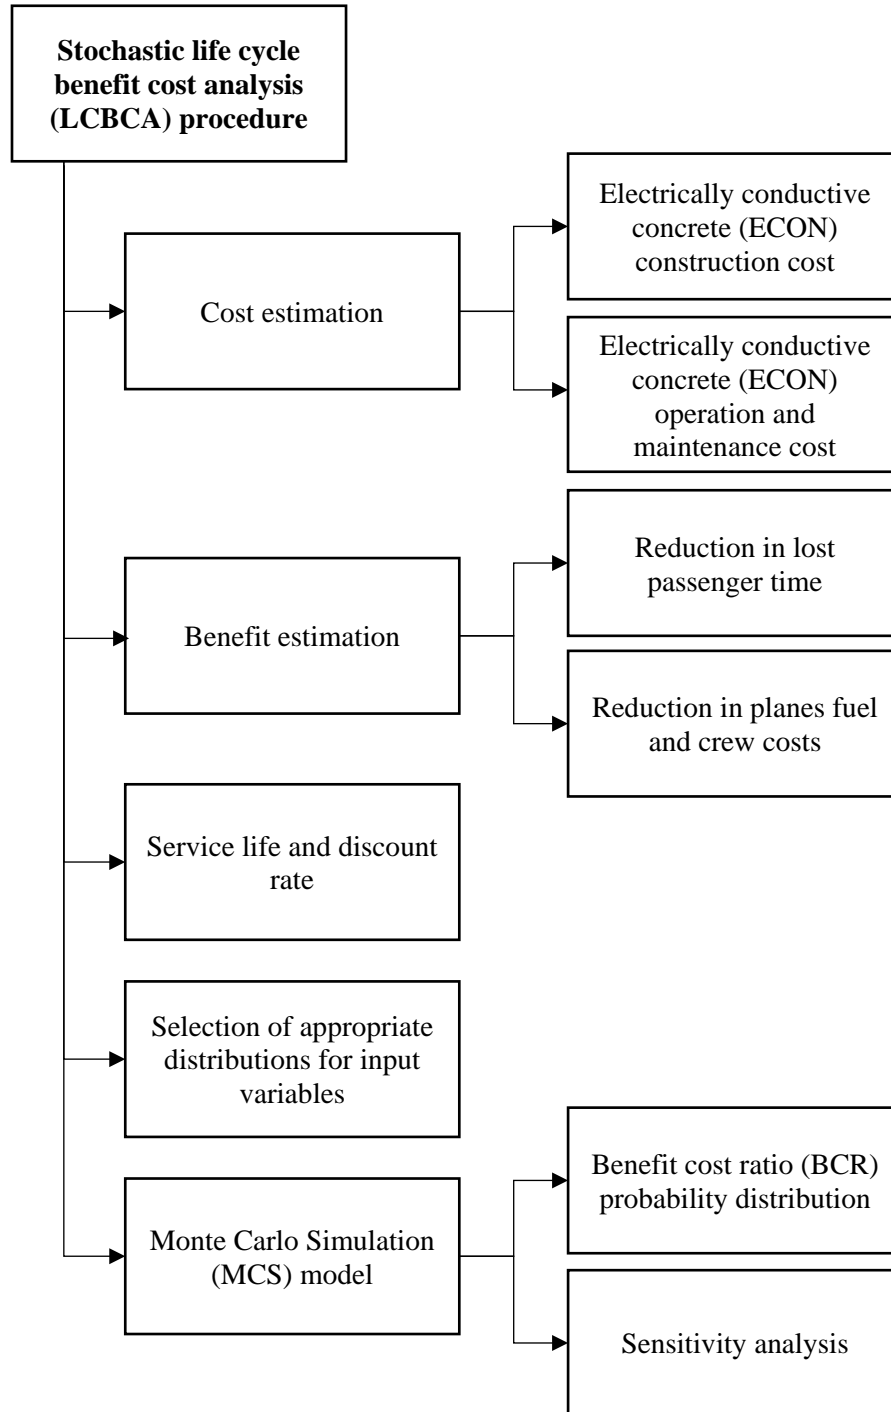 Stochastic life cycle
benefit cost analysis
(LCBCA) procedure
Cost estimation
Electrically conductive
concrete (ECON)
construction cost
Electrically conductive
concrete (ECON)
operation and
maintenance cost
Benefit estimation
Reduction in lost
passenger time
Reduction in planes fuel
and crew costs
Service life and discount
rate
Selection of appropriate
distributions for input
variables
Monte Carlo Simulation
(MCS) model
Benefit cost ratio (BCR)
probability distribution
Sensitivity analysis